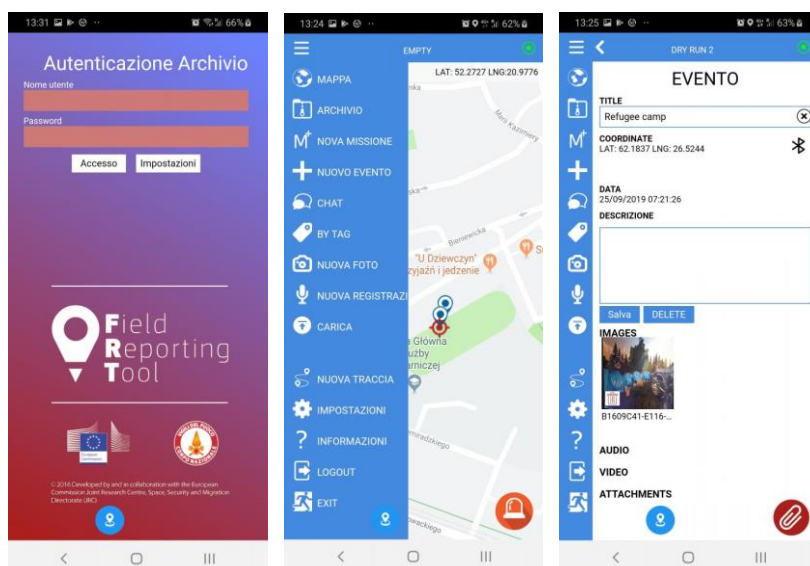 13:31 66%
Autenticazione Archivio
Nome utente
Password
Accesso Impostazioni
Field
Reporting
Tool
© 2016 Developed by and in collaboration with the European
Commission Joint Research Centre, Space, Security and Migration
Directorate (JRC)
13:24 62%
EMPTY
MAPPA
LAT: 52.2727 LNG:20.9776
ARCHIVIO
M+ NOVA MISSIONE
NUOVO EVENTO
CHAT
BY TAG
NUOVA FOTO
NUOVA REGISTRAZI
CARICA
NUOVA TRACCIA
IMPOSTAZIONI
? INFORMAZIONI
LOGOUT
EXIT
Bieniewicka
"U Dziewczyn"
zyjaźń i jedzenie
a Główna
użby
arniczej
13:25 63%
DRY RUN 2
EVENTO
TITLE
Refugee camp
M+
COORDINATE
LAT: 62.1837 LNG: 26.5244
DATA
25/09/2019 07:21:26
DESCRIZIONE
Salva DELETE
IMAGES
B1609C41-E116-...
?
AUDIO
VIDEO
ATTACHMENTS